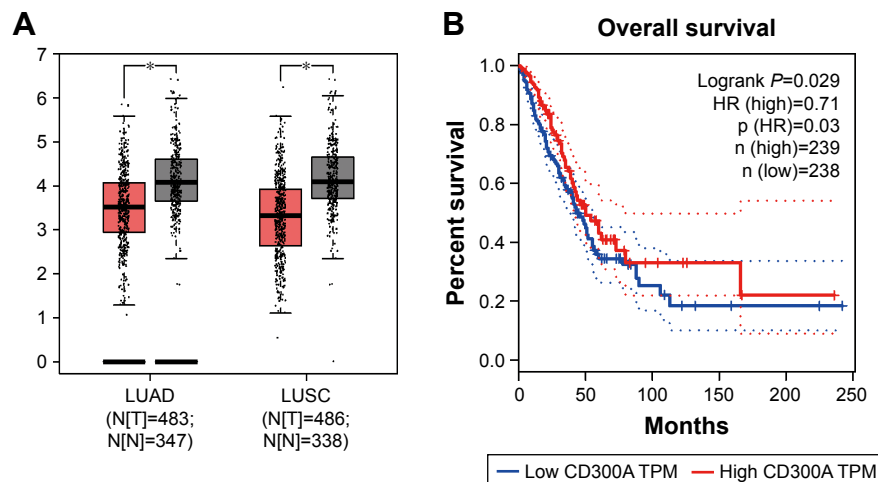 A
7
6
5
4
3
2
1
0
*
*
LUAD
(N[T]=483;
N[N]=347)
LUSC
(N[T]=486;
N[N]=338)
B
Overall survival
Percent survival
1.0
0.8
0.6
0.4
0.2
0.0
Logrank P=0.029
HR (high)=0.71
p (HR)=0.03
n (high)=239
n (low)=238
0 50 100 150 200 250
Months
Low CD300A TPM High CD300A TPM